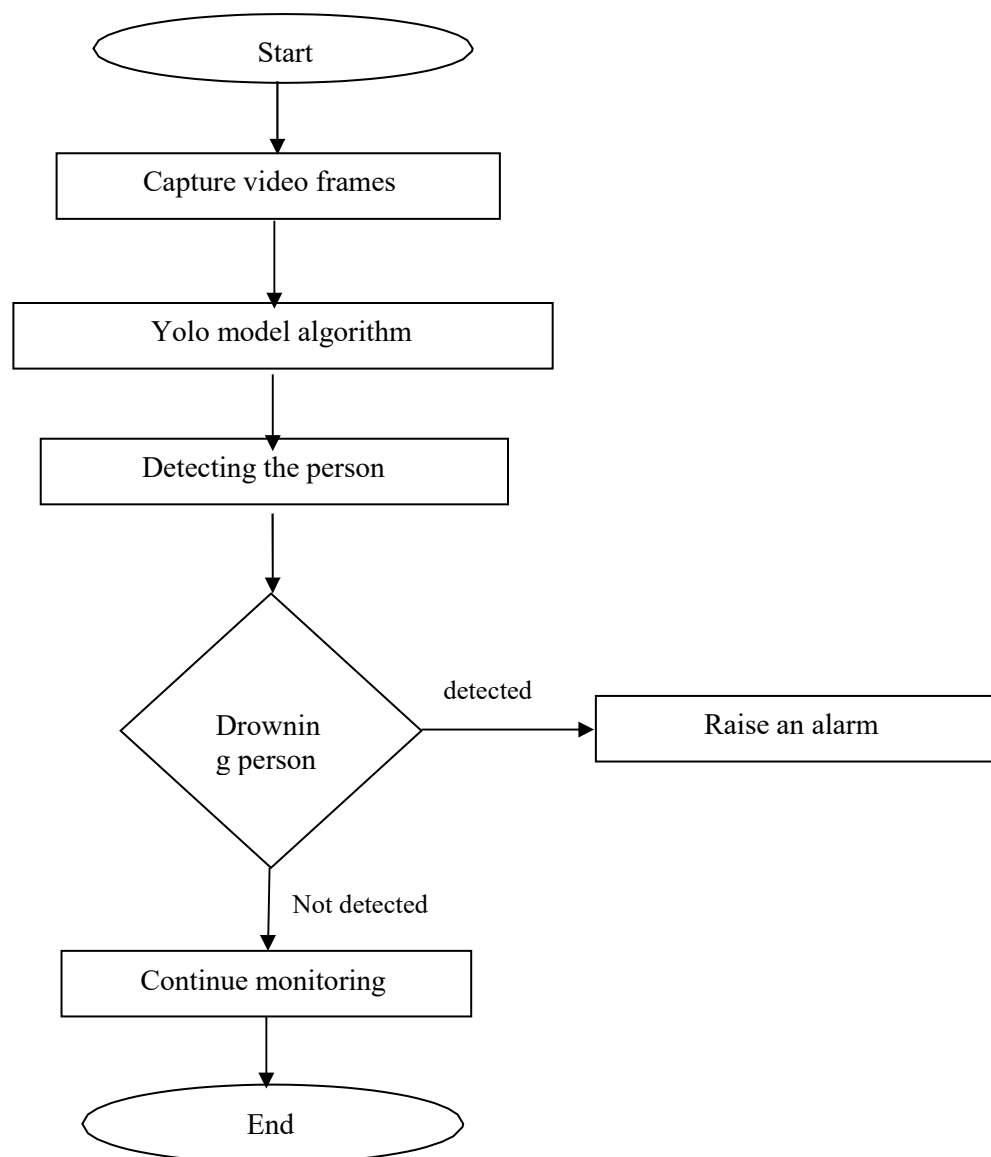 Start
Capture video frames
Yolo model algorithm
Detecting the person
Drownin
g person
detected
Raise an alarm
Not detected
Continue monitoring
End